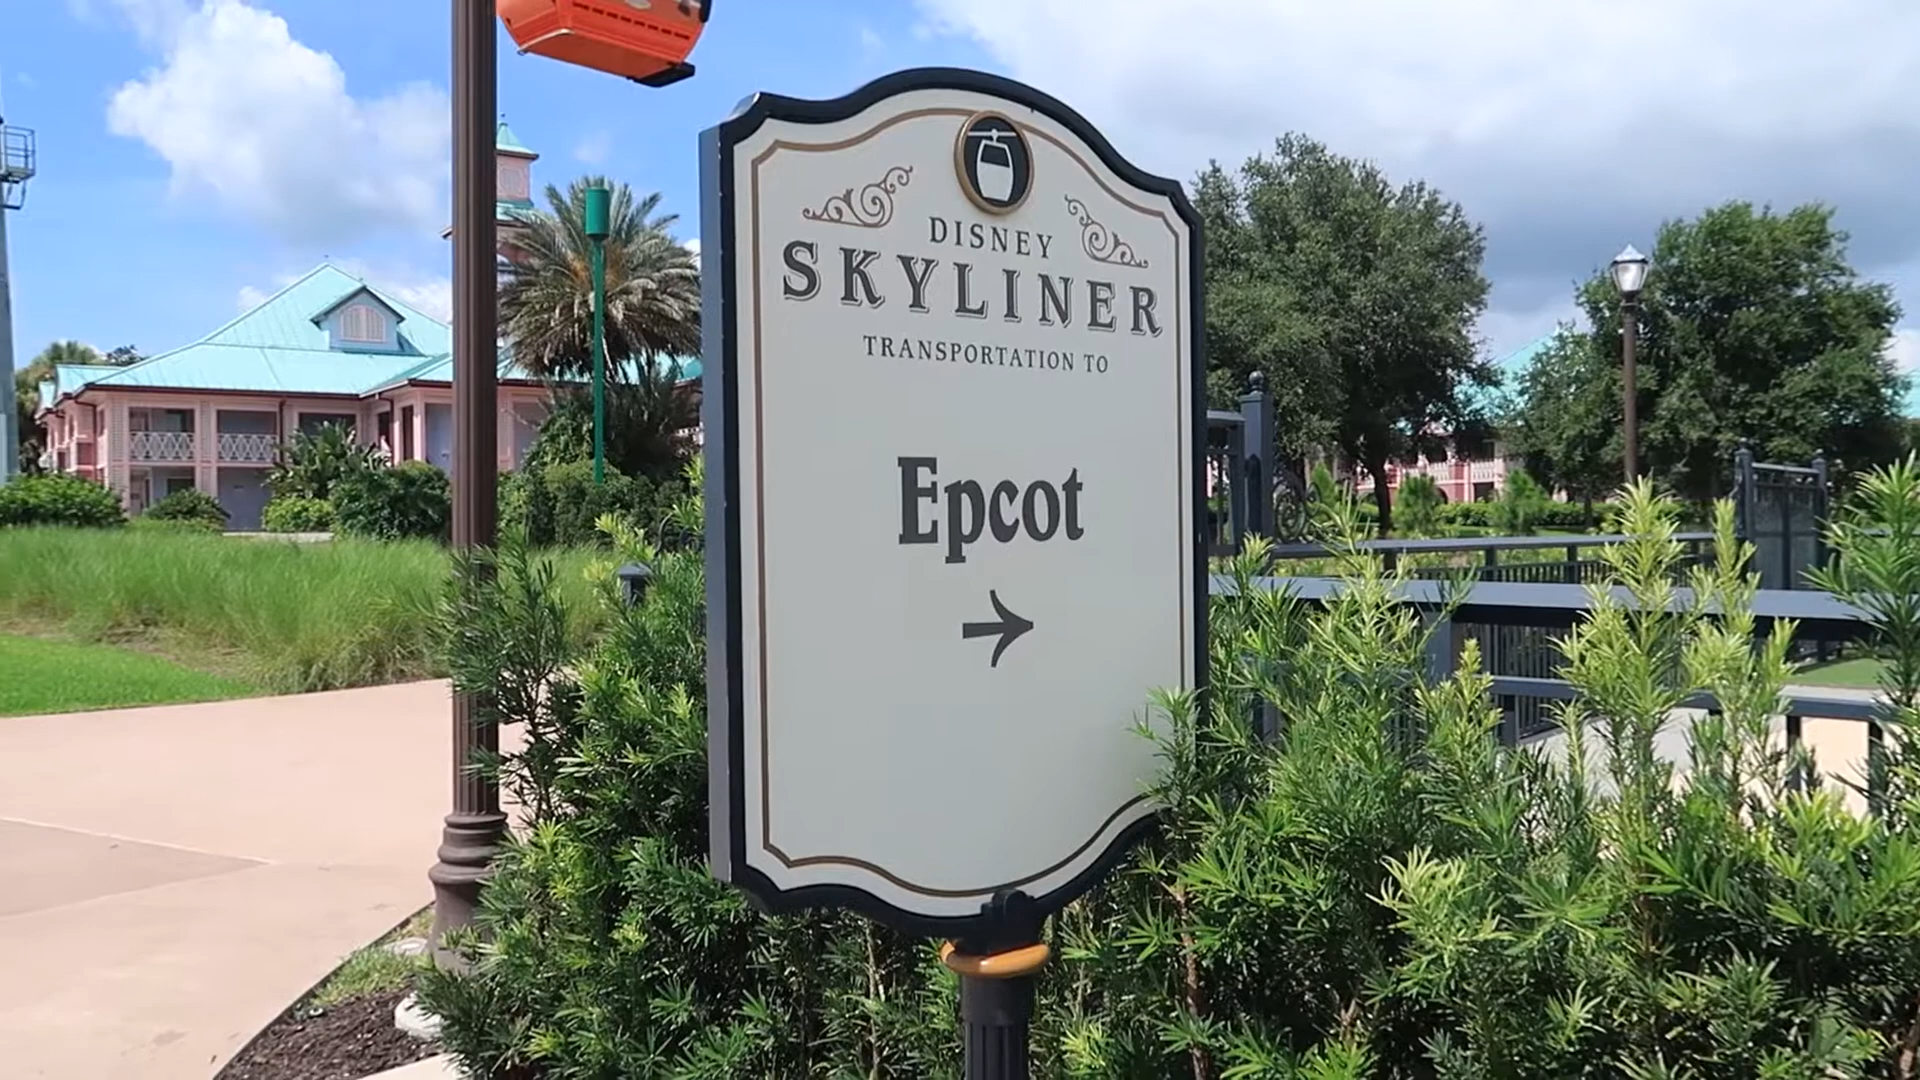 DISNEY
SKYLINER
TRANSPORTATION TO
Epcot
→